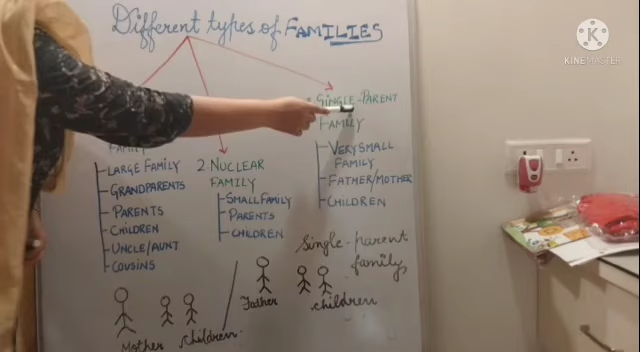 Different types of FAMILIES
FAMILY
LARGE FAMILY
GRANDPARENTS
PARENTS
CHILDREN
UNCLE/AUNT
COUSINS
2. NUCLEAR
FAMILY
SMALL FAMILY
PARENTS
CHILDREN
SINGLE-PARENT
FAMILY
VERY SMALL
FAMILY
FATHER/MOTHER
CHILDREN
single-parent
family
Mother
children
Father
children
K
KINEMASTER